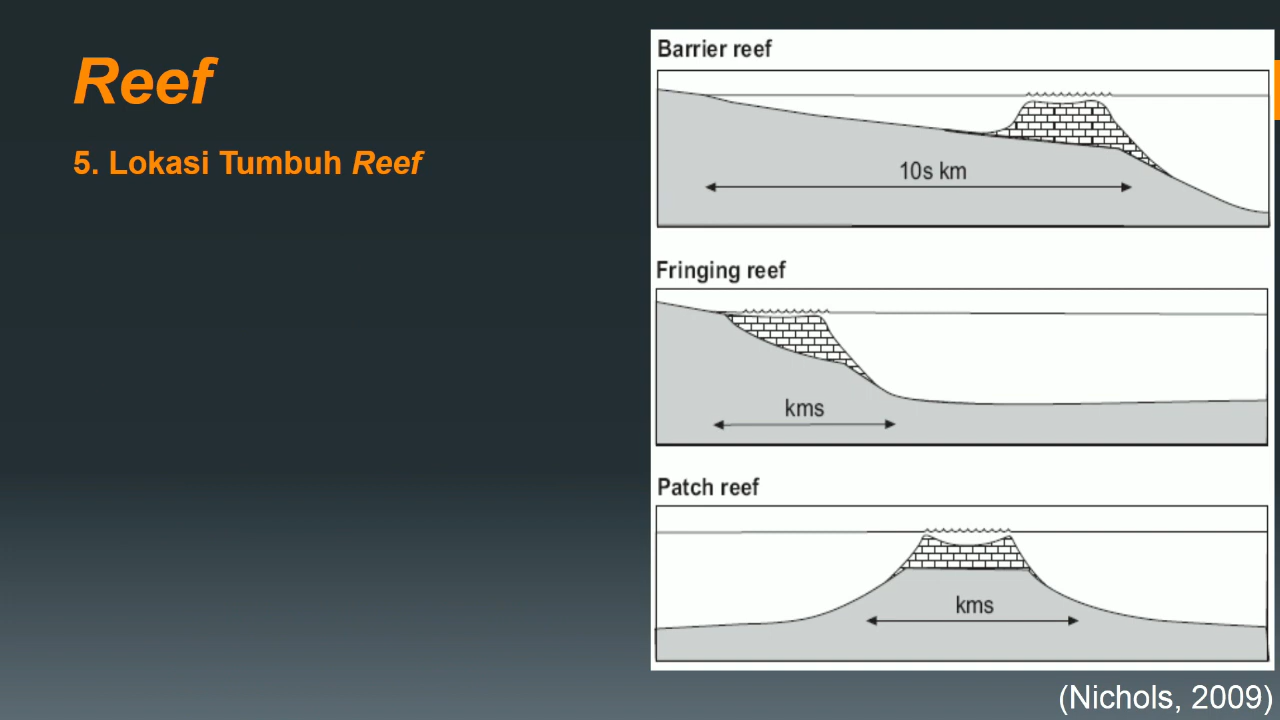 Reef
5. Lokasi Tumbuh Reef
Barrier reef
10s km
Fringing reef
kms
Patch reef
kms
(Nichols, 2009)